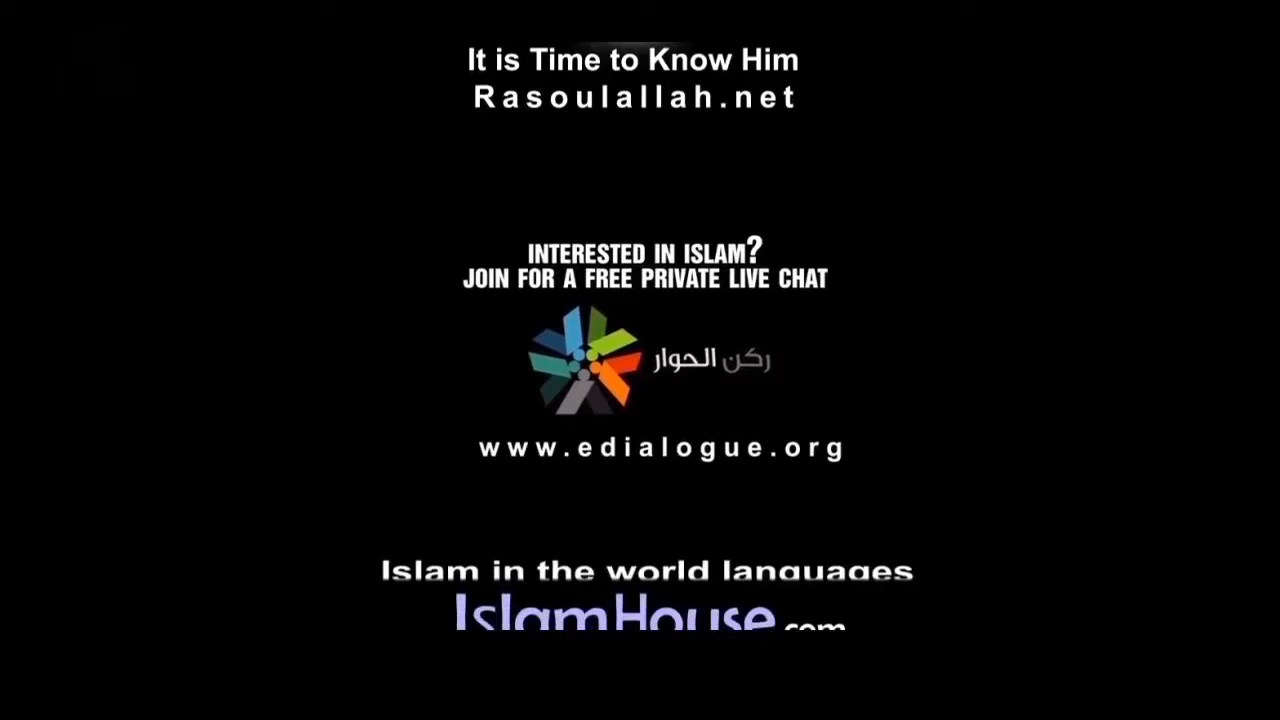 It is Time to Know Him
Rasoulallah.net
INTERESTED IN ISLAM?
JOIN FOR A FREE PRIVATE LIVE CHAT
ركن الحوار
www.edialogue.org
Islam in the world languages
IslamHouse.com